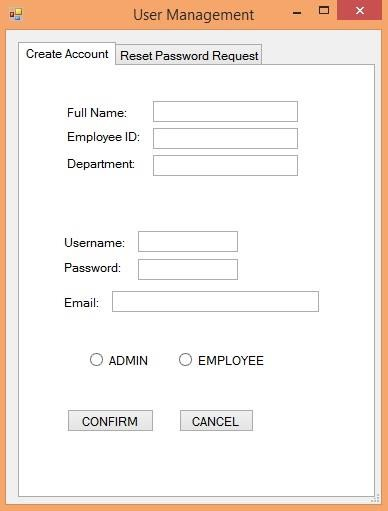 User Management
Create Account Reset Password Request
Full Name:
Employee ID:
Department:
Username:
Password:
Email:
ADMIN EMPLOYEE
CONFIRM CANCEL